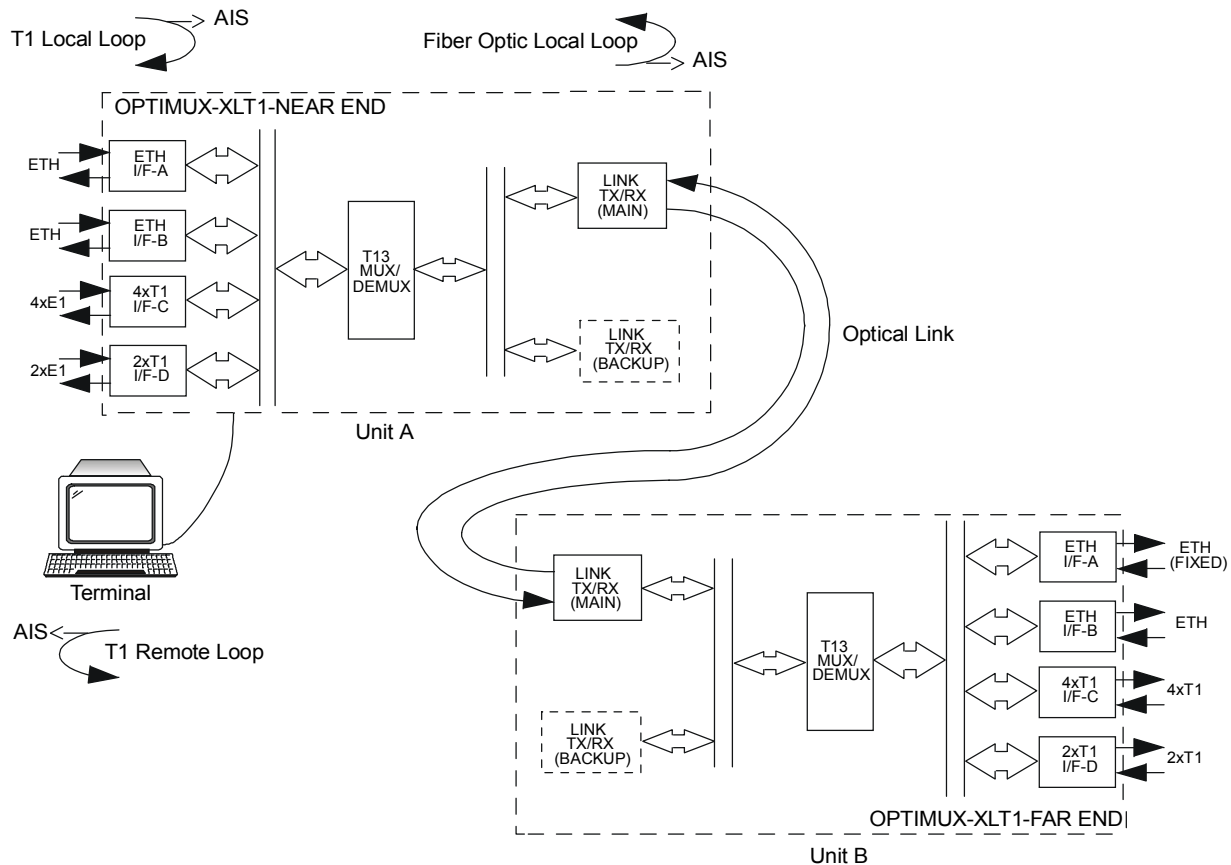 AIS
T1 Local Loop
Fiber Optic Local Loop
AIS
OPTIMUX-XLT1-NEAR END
ETH
ETH
I/F-A
ETH
ETH
I/F-B
4xE1
4xT1
I/F-C
2xE1
2xT1
I/F-D
T13
MUX/
DEMUX
LINK
TX/RX
(MAIN)
LINK
TX/RX
(BACKUP)
Optical Link
Unit A
Terminal
AIS
T1 Remote Loop
LINK
TX/RX
(MAIN)
LINK
TX/RX
(BACKUP)
T13
MUX/
DEMUX
ETH
I/F-A
ETH
(FIXED)
ETH
I/F-B
ETH
4xT1
I/F-C
4xT1
2xT1
I/F-D
2xT1
OPTIMUX-XLT1-FAR END
Unit B